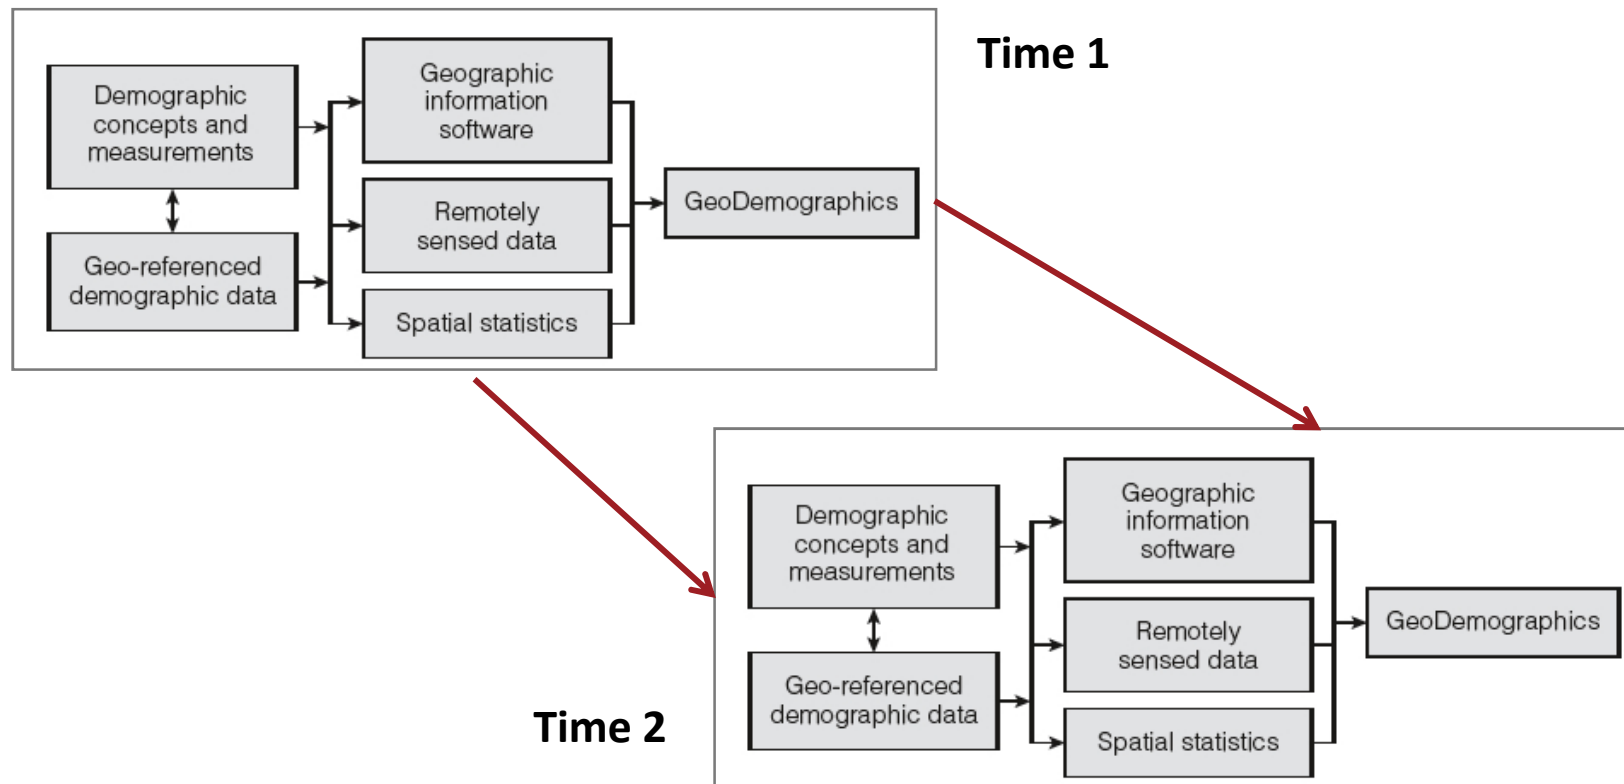 Time 1
Demographic
concepts and
measurements
Geo-referenced
demographic data
Geographic
information
software
Remotely
sensed data
Spatial statistics
GeoDemographics
Time 2
Demographic
concepts and
measurements
Geo-referenced
demographic data
Geographic
information
software
Remotely
sensed data
Spatial statistics
GeoDemographics